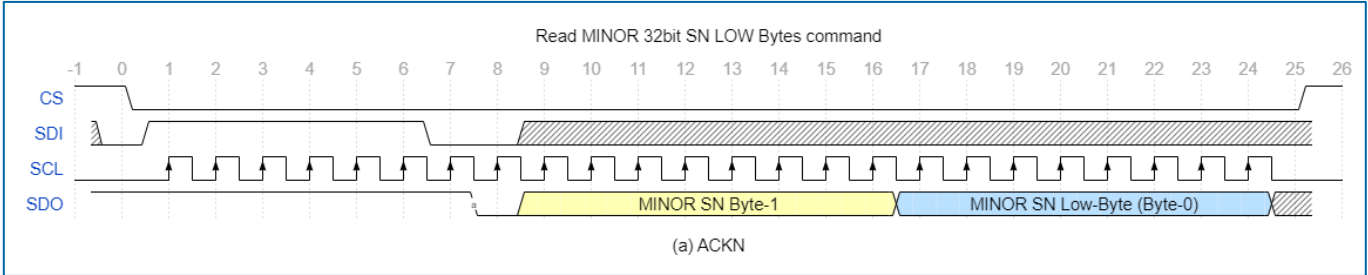 Read MINOR 32bit SN LOW Bytes command
-1 0 1 2 3 4 5 6 7 8 9 10 11 12 13 14 15 16 17 18 19 20 21 22 23 24 25 26
CS
SDI
SCL
SDO a MINOR SN Byte-1 MINOR SN Low-Byte (Byte-0)
(a) ACKN